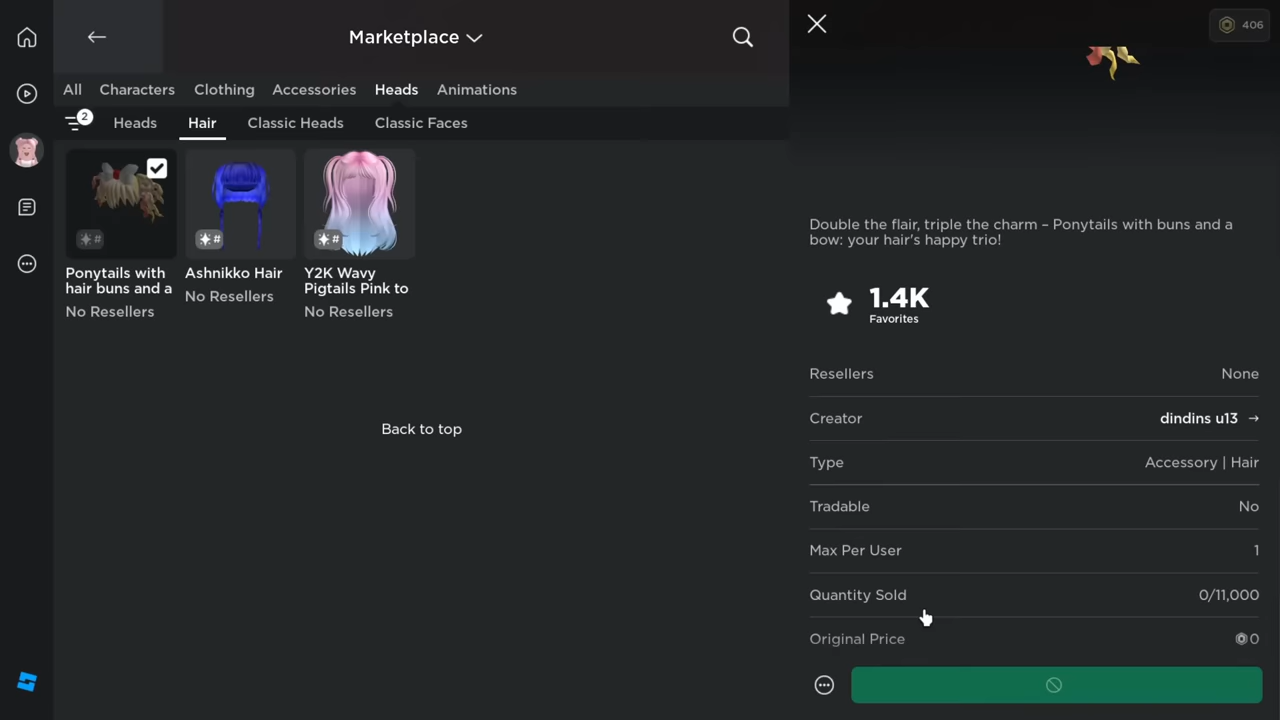 Marketplace
406
All Characters Clothing Accessories Heads Animations
2
Heads Hair Classic Heads Classic Faces
#
#
#
Ponytails with
hair buns and a
No Resellers
Ashnikko Hair
No Resellers
Y2K Wavy
Pigtails Pink to
No Resellers
Back to top
Double the flair, triple the charm – Ponytails with buns and a
bow: your hair's happy trio!
1.4K
Favorites
Resellers None
Creator dindins u13 →
Type Accessory | Hair
Tradable No
Max Per User 1
Quantity Sold 0/11,000
Original Price 0